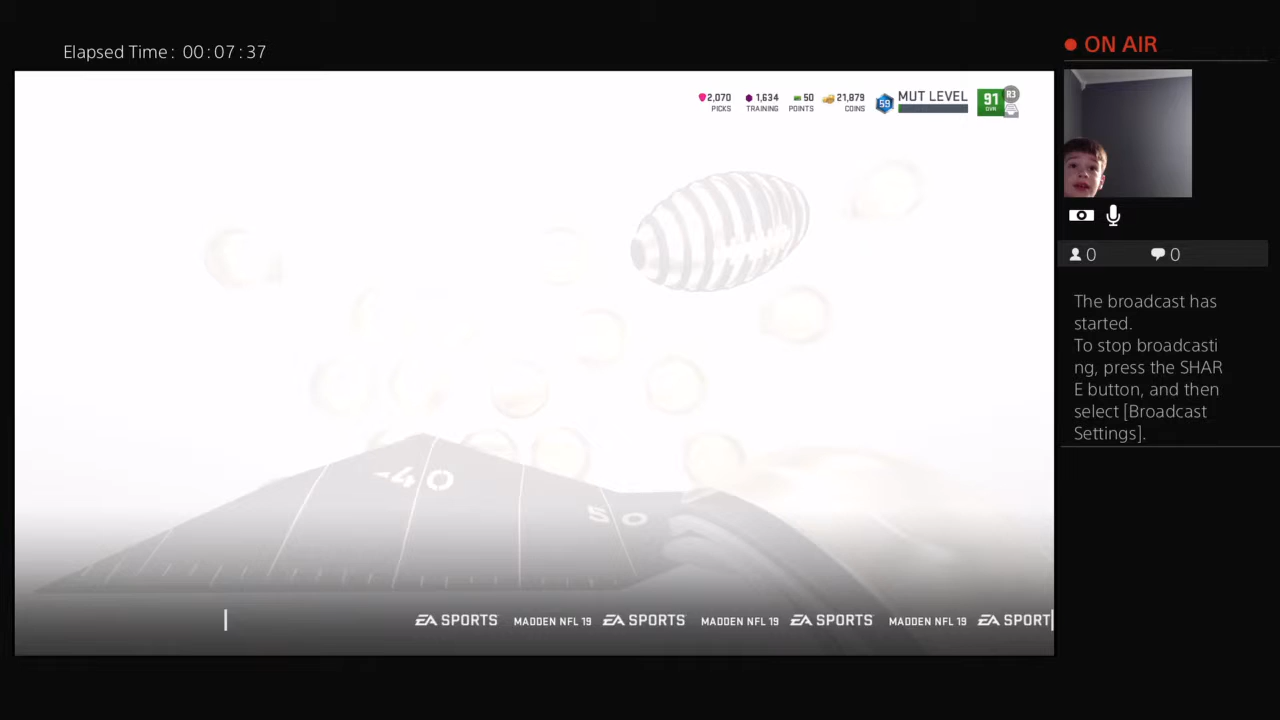 Elapsed Time: 00:07:37
ON AIR
2,070 PICKS
1,634 TRAINING
50 POINTS
21,879 COINS
59
MUT LEVEL
91 OVR
R3
-40
50
0
0
The broadcast has
started.
To stop broadcasti
ng, press the SHAR
E button, and then
select [Broadcast
Settings].
EA SPORTS MADDEN NFL 19 EA SPORTS MADDEN NFL 19 EA SPORTS MADDEN NFL 19 EA SPORT